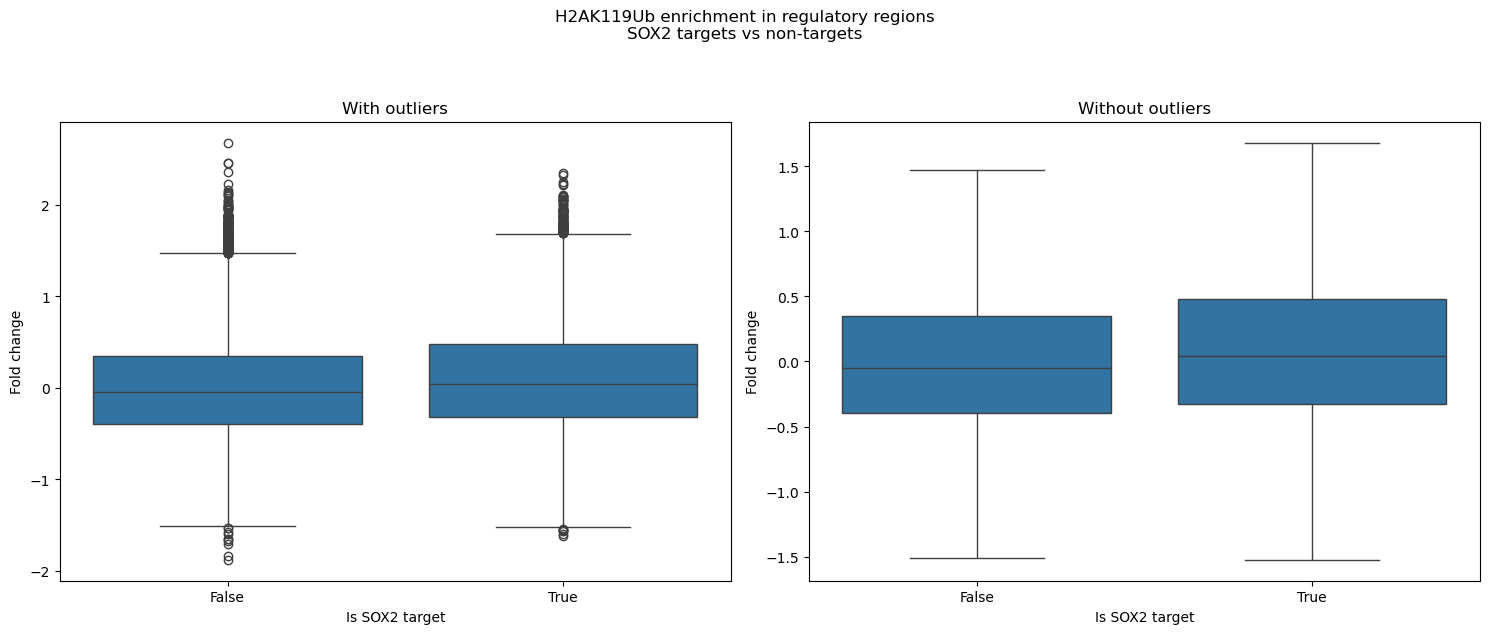 H2AK119Ub enrichment in regulatory regions
SOX2 targets vs non-targets
With outliers
Fold change
2
1
0
−1
−2
False
True
Is SOX2 target
Without outliers
Fold change
1.5
1.0
0.5
0.0
−0.5
−1.0
−1.5
False
True
Is SOX2 target